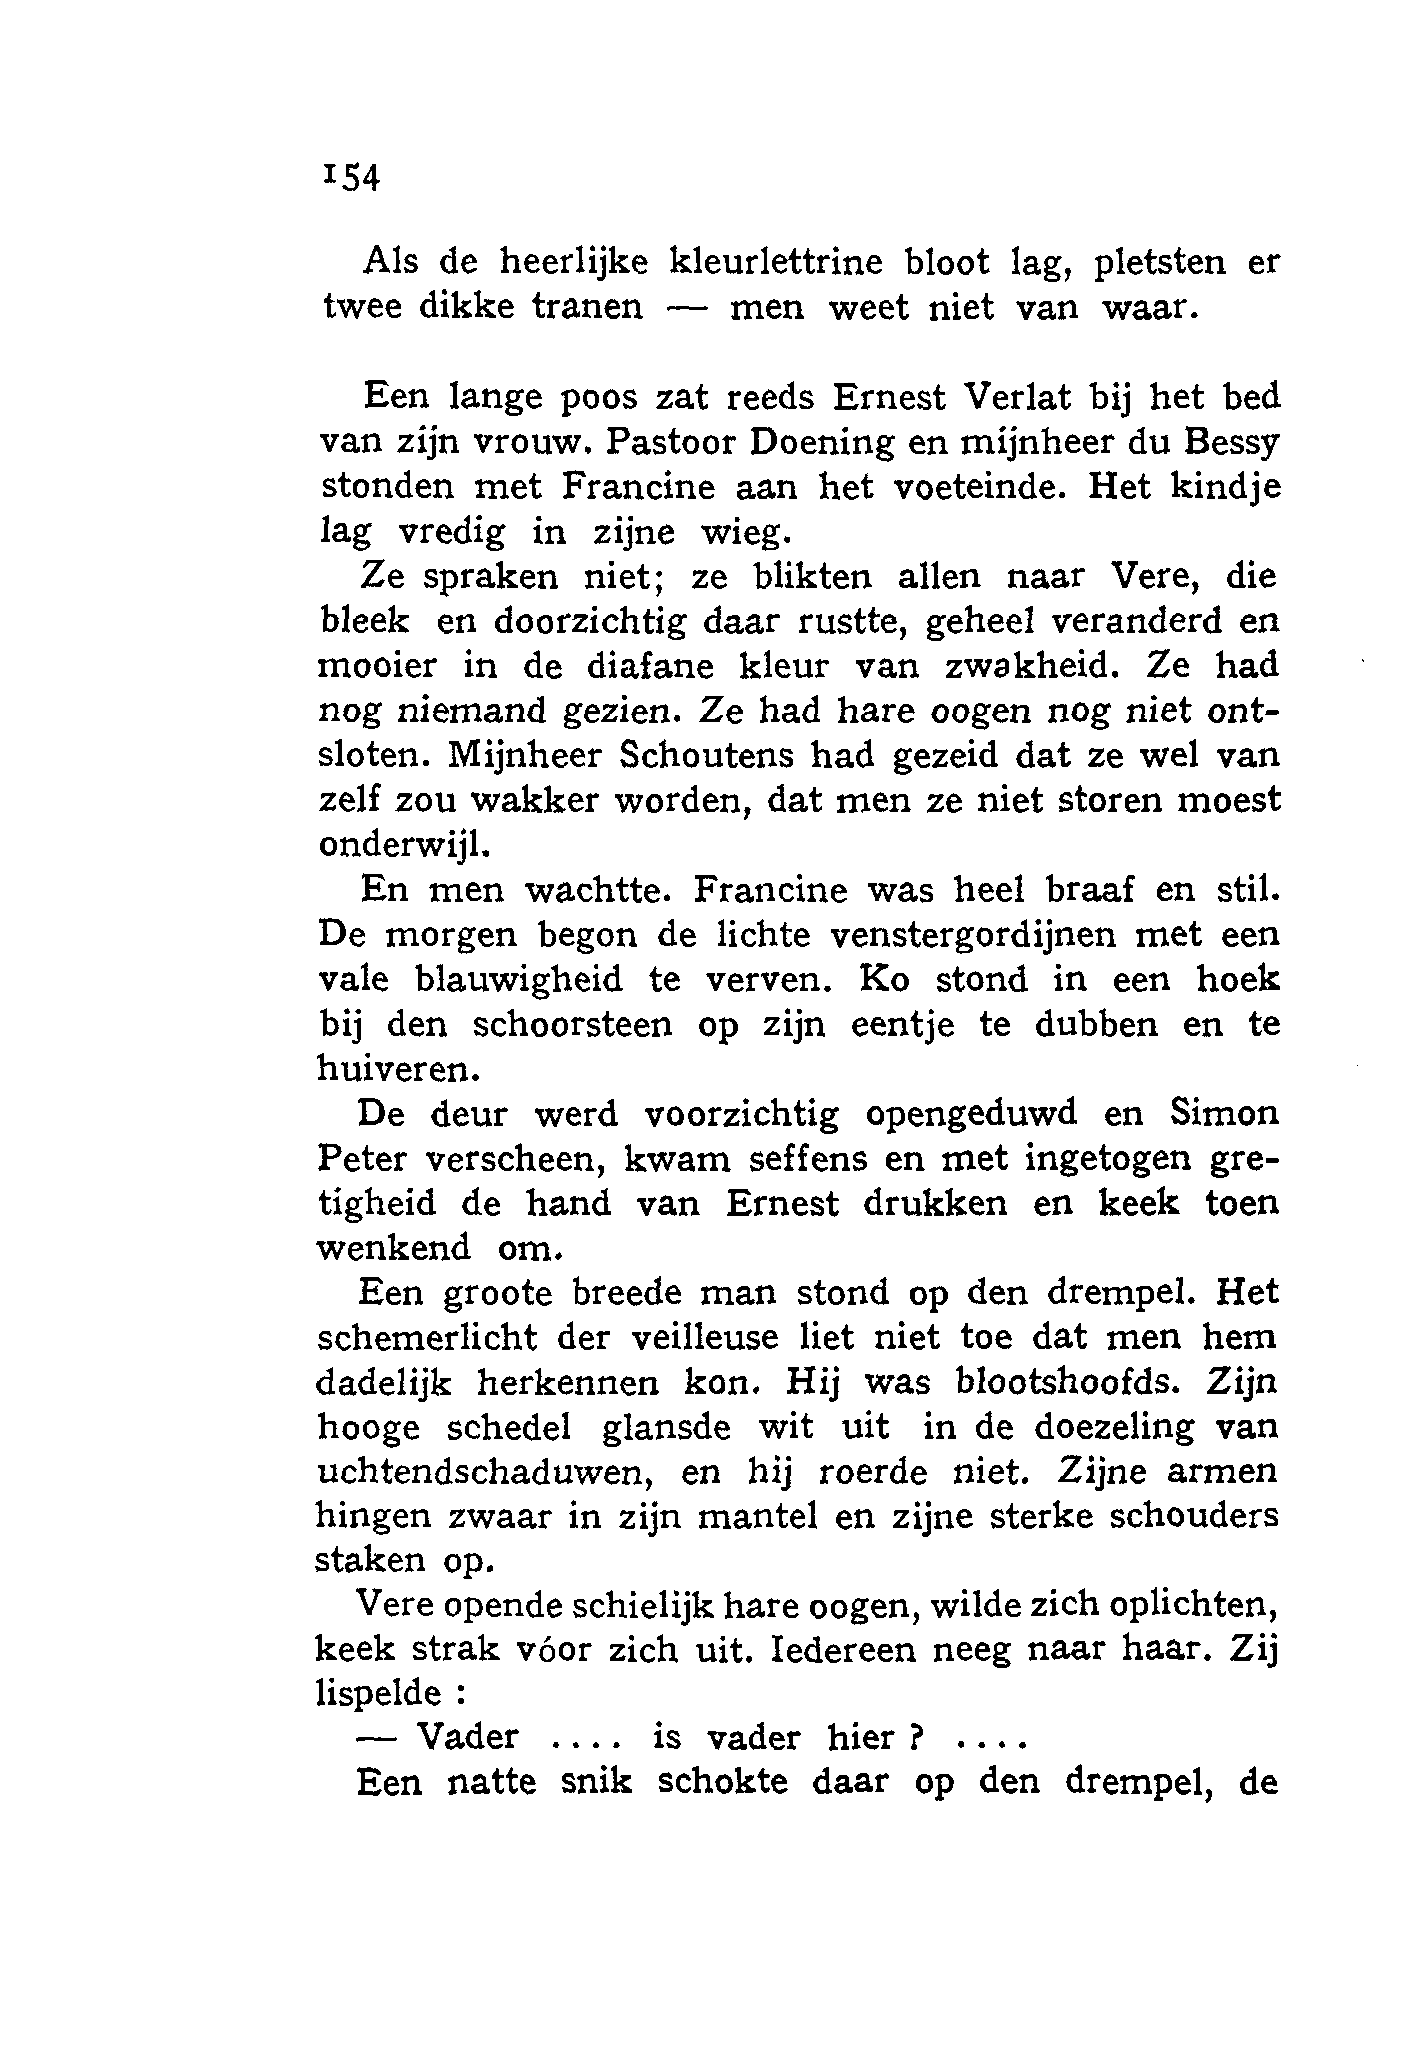 154
Als de heerlijke kleurlettrine bloot lag, pletsten er
twee dikke tranen — men weet niet van waar.
Een lange poos zat reeds Ernest Verlat bij het bed
van zijn vrouw. Pastoor Doening en mijnheer du Bessy
stonden met Francine aan het voeteinde. Het kindje
lag vredig in zijne wieg.
Ze spraken niet; ze blikten allen naar Vere, die
bleek en doorzichtig daar rustte, geheel veranderd en
mooier in de diafane kleur van zwakheid. Ze had
nog niemand gezien. Ze had hare oogen nog niet ont-
sloten. Mijnheer Schoutens had gezeid dat ze wel van
zelf zou wakker worden, dat men ze niet storen moest
onderwijl.
En men wachtte. Francine was heel braaf en stil.
De morgen begon de lichte venstergordijnen met een
vale blauwigheid te verven. Ko stond in een hoek
bij den schoorsteen op zijn eentje te dubben en te
huiveren.
De deur werd voorzichtig opengeduwd en Simon
Peter verscheen, kwam seffens en met ingetogen gre-
tigheid de hand van Ernest drukken en keek toen
wenkend om.
Een groote breede man stond op den drempel. Het
schemerlicht der veilleuse liet niet toe dat men hem
dadelijk herkennen kon. Hij was blootshoofds. Zijn
hooge schedel glansde wit uit in de doezeling van
uchtendschaduwen, en hij roerde niet. Zijne armen
hingen zwaar in zijn mantel en zijne sterke schouders
staken op.
Vere opende schielijk hare oogen, wilde zich oplichten,
keek strak vóor zich uit. Iedereen neeg naar haar. Zij
lispelde :
— Vader .... is vader hier ? ....
Een natte snik schokte daar op den drempel, de